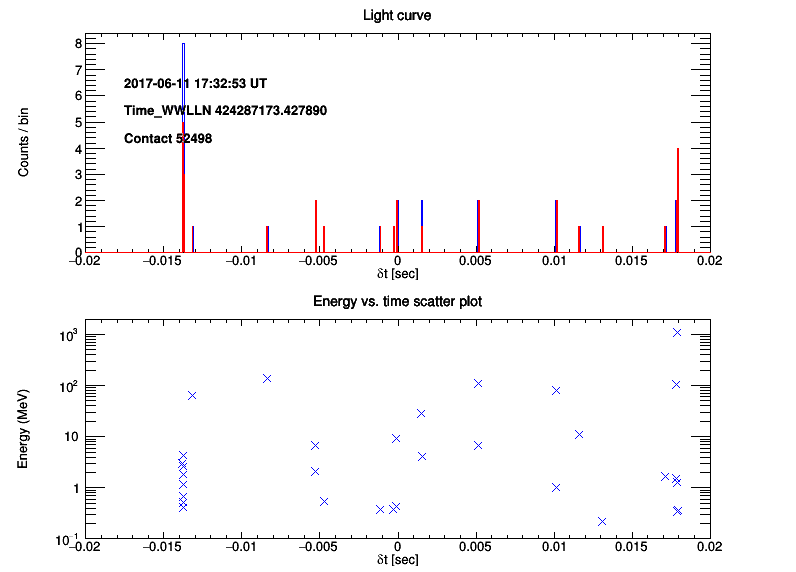 Light curve
Counts / bin
8
7
6
5
4
3
2
1
0
2017-06-11 17:32:53 UT
Time_WWLLN 424287173.427890
Contact 52498
−0.02 −0.015 −0.01 −0.005 0 0.005 0.01 0.015 0.02
δt [sec]
Energy vs. time scatter plot
Energy (MeV)
10³
10²
10
1
10⁻¹
−0.02 −0.015 −0.01 −0.005 0 0.005 0.01 0.015 0.02
δt [sec]